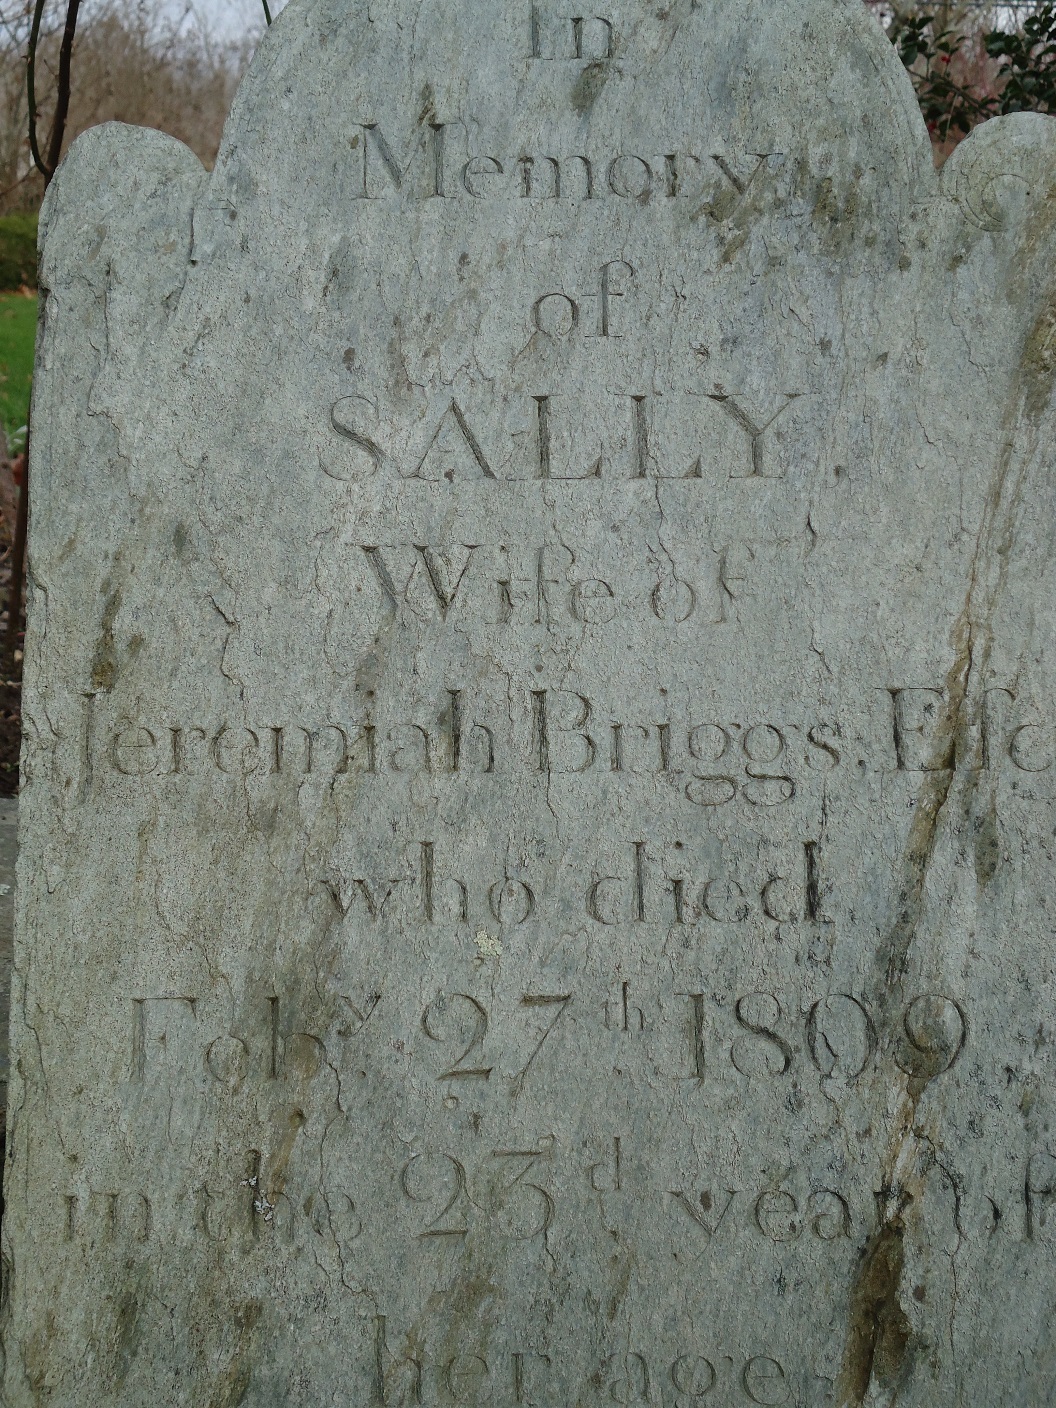 In
Memory
of
SALLY
Wife of
Jeremiah Briggs, Esq
who died
Feb.y 27th 1809
in the 23d year of
her age